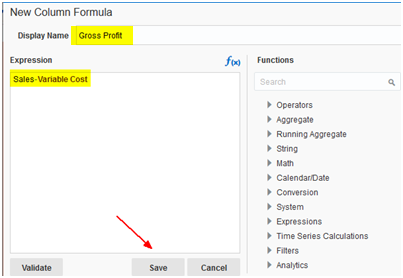 New Column Formula
Display Name Gross Profit
Expression f(x)
Sales-Variable Cost
Validate Save Cancel
Functions
Search
Operators
Aggregate
Running Aggregate
String
Math
Calendar/Date
Conversion
System
Expressions
Time Series Calculations
Filters
Analytics